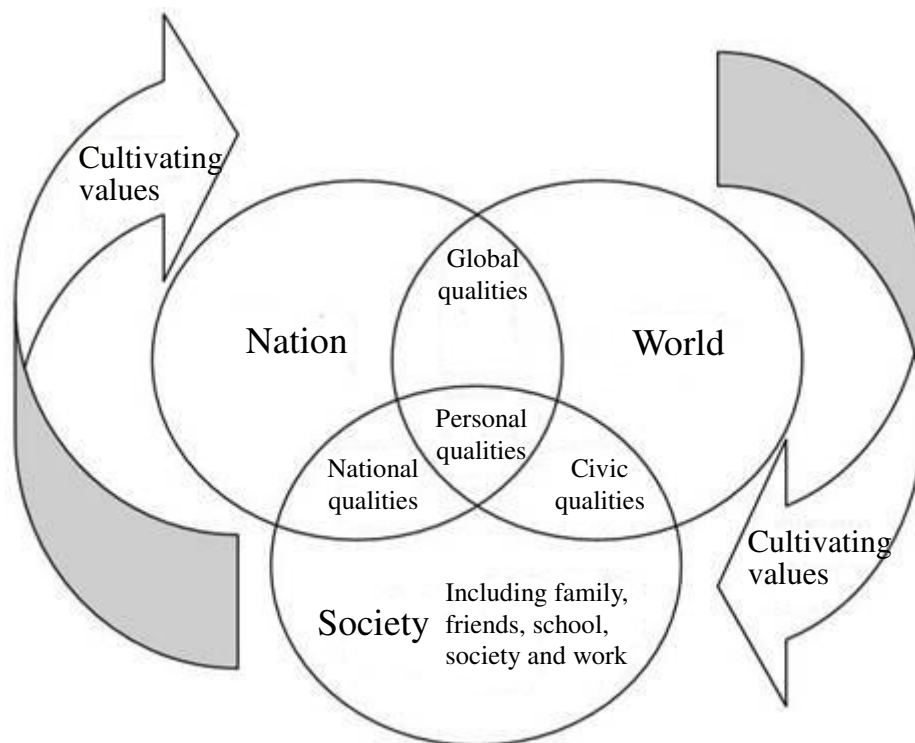 Cultivating
values
Global
qualities
Nation
World
Personal
qualities
National
qualities
Civic
qualities
Cultivating
values
Society
Including family,
friends, school,
society and work